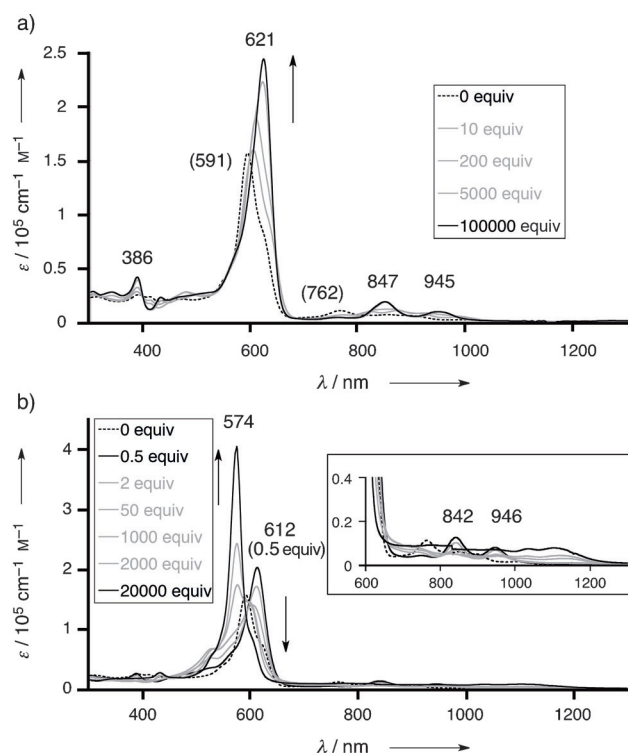 a)
621
2.5
2
1.5
1
0.5
0
ε / 10⁵ cm⁻¹ M⁻¹
(591)
386
(762)
847
945
0 equiv
10 equiv
200 equiv
5000 equiv
100000 equiv
400
600
800
1000
1200
λ / nm
b)
574
4
3
2
1
0
ε / 10⁵ cm⁻¹ M⁻¹
0 equiv
0.5 equiv
2 equiv
50 equiv
1000 equiv
2000 equiv
20000 equiv
612
(0.5 equiv)
0.4
0.2
0
842
946
600
800
1000
1200
400
600
800
1000
1200
λ / nm